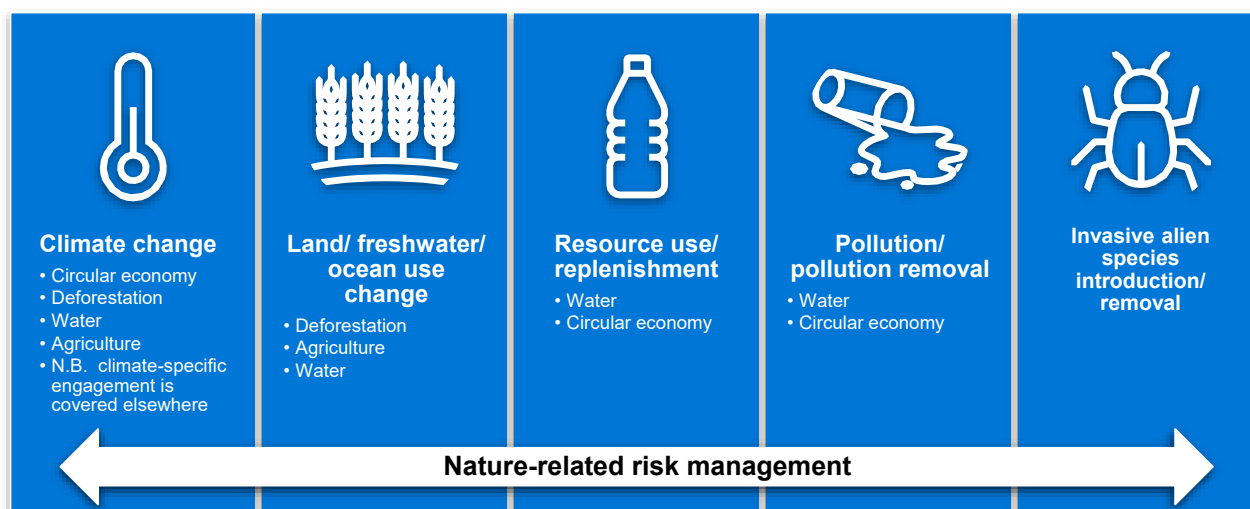 Climate change
• Circular economy
• Deforestation
• Water
• Agriculture
• N.B.  climate-specific
engagement is
covered elsewhere
Land/ freshwater/
ocean use
change
• Deforestation
• Agriculture
• Water
Resource use/
replenishment
• Water
• Circular economy
Pollution/
pollution removal
• Water
• Circular economy
Invasive alien
species
introduction/
removal
Nature-related risk management